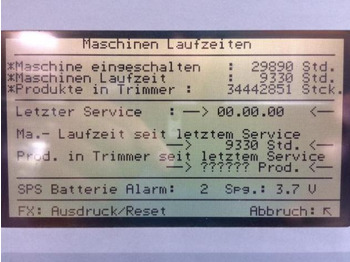 Maschinen Laufzeiten
*Maschine eingeschalten : 29890 Std.
*Maschinen Laufzeit : 9330 Std.
*Produkte in Trimmer : 34442851 Stck.
Letzter Service : —> 00.00.00 <—
Ma.- Laufzeit seit letztem Service
—> 9330 Std. <—
Prod. in Trimmer seit letztem Service
—> ?????? Prod. <—
SPS Batterie Alarm: 2 Spg.: 3.7 V
FX: Ausdruck/Reset Abbruch: ↖